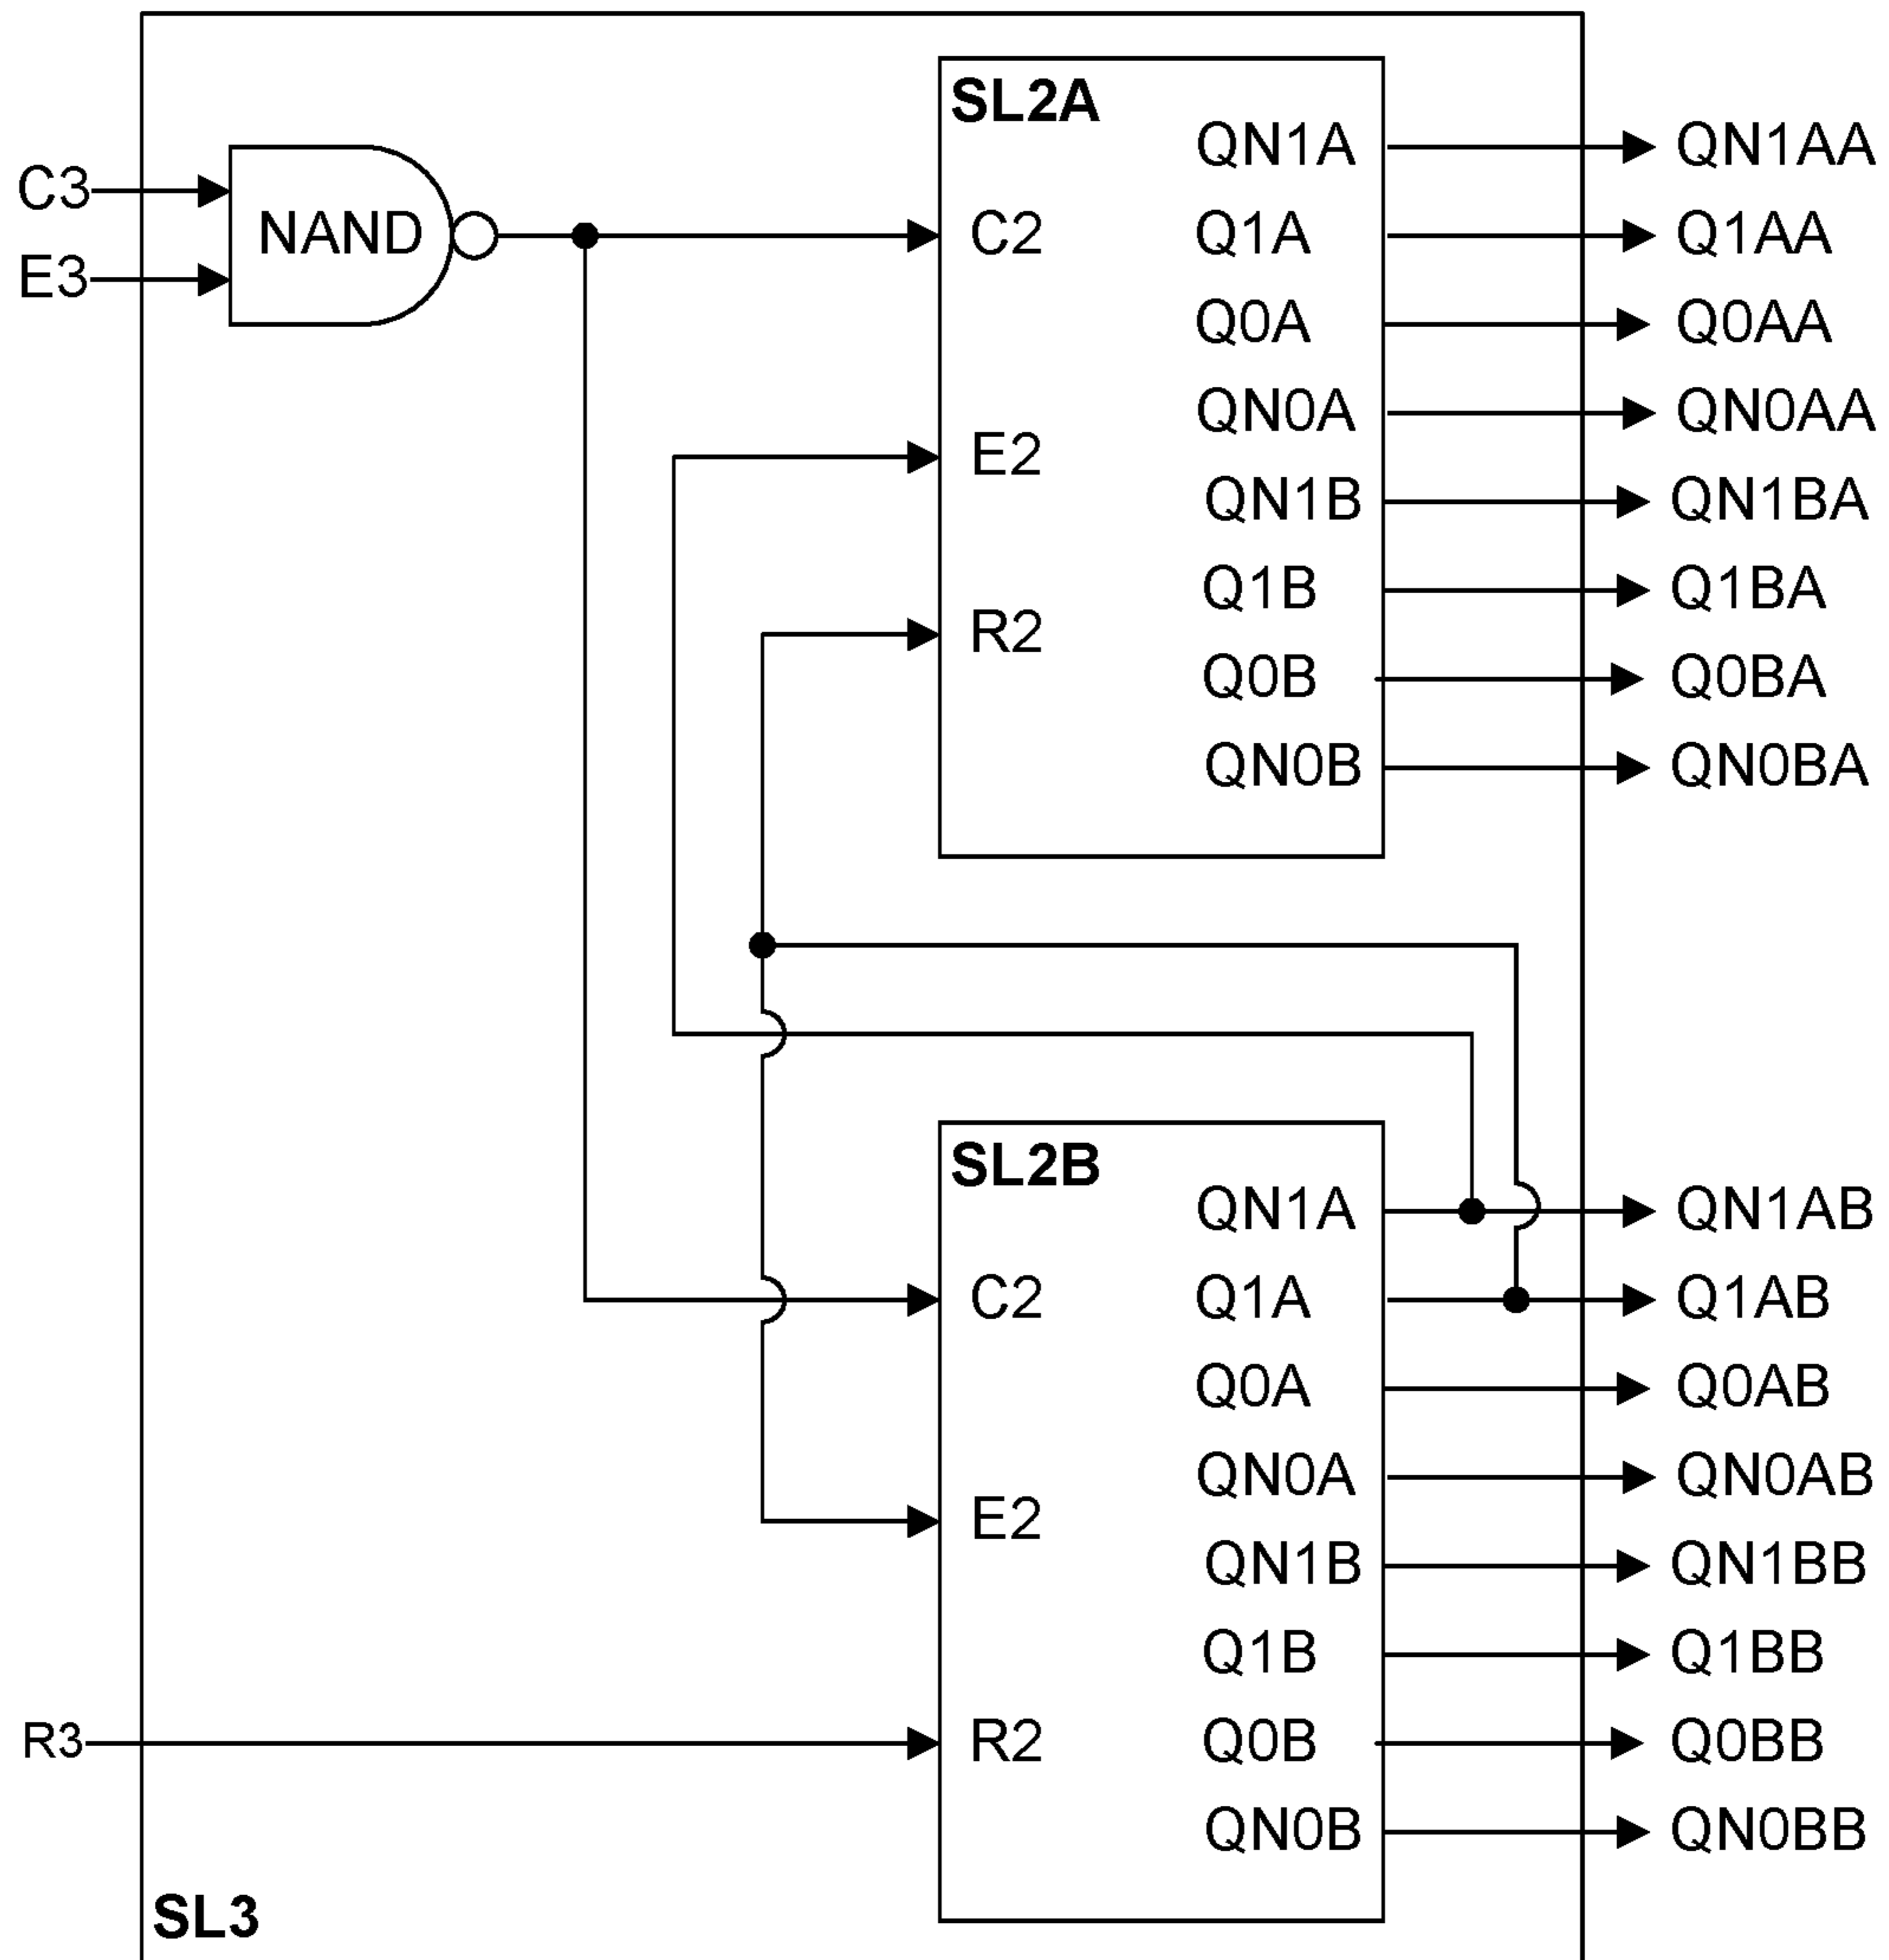 SL2A
QN1A QN1AA
C3
NAND C2 Q1A Q1AA
E3
Q0A Q0AA
QN0A QN0AA
E2
QN1B QN1BA
Q1B Q1BA
R2
Q0B Q0BA
QN0B QN0BA
SL2B
QN1A QN1AB
C2 Q1A Q1AB
Q0A Q0AB
QN0A QN0AB
E2
QN1B QN1BB
Q1B Q1BB
R3 R2 Q0B Q0BB
QN0B QN0BB
SL3